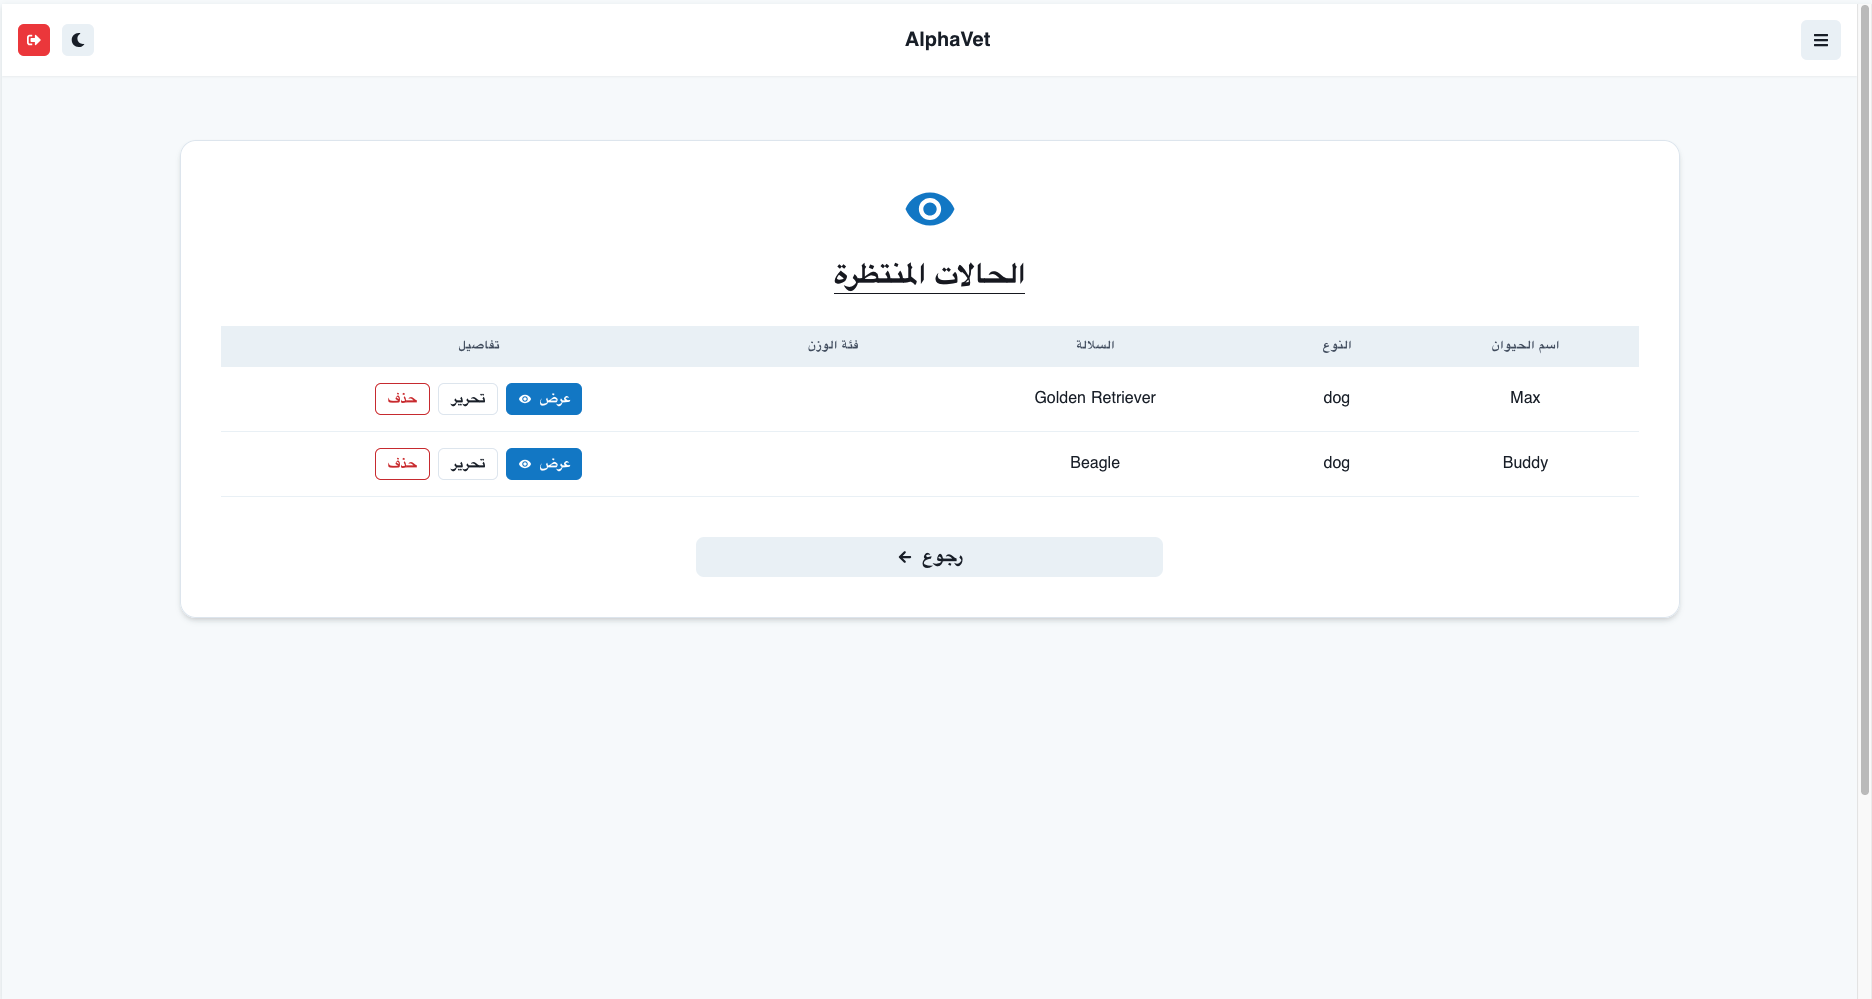 AlphaVet
الحالات المنتظرة
اسم الحيوان النوع السلالة فئة الوزن تفاصيل
Max dog Golden Retriever عرض تحرير حذف
Buddy dog Beagle عرض تحرير حذف
رجوع ←